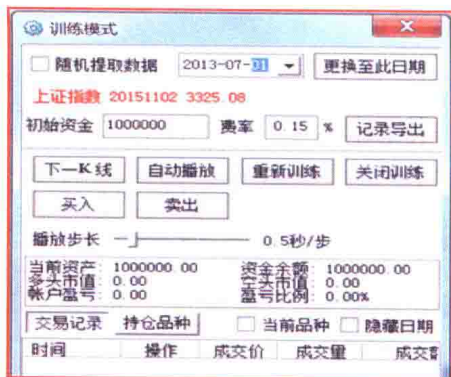 训练模式
随机提取数据 2013-07-01 更换至此日期
上证指数 20151102 3325.08
初始资金 1000000 费率 0.15 % 记录导出
下一K线 自动播放 重新训练 关闭训练
买入 卖出
播放步长 0.5秒/步
当前资产: 1000000.00 资金余额: 1000000.00
多头市值: 0.00 空头市值: 0.00
帐户盈亏: 0.00 盈亏比例: 0.00%
交易记录 持仓品种 当前品种 隐藏日期
时间 操作 成交价 成交量 成交